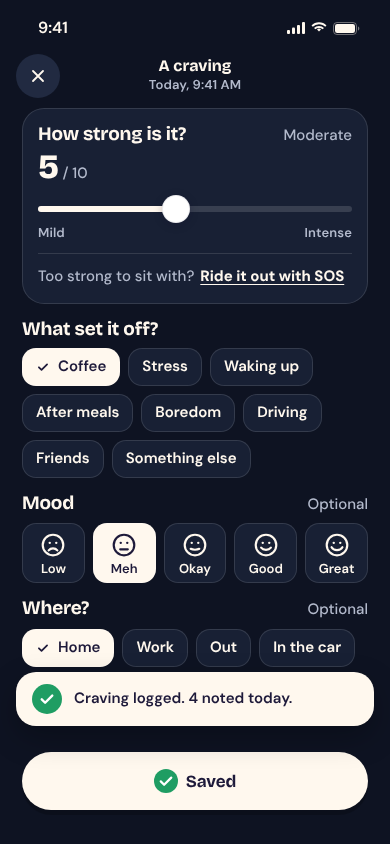 9:41
A craving
Today, 9:41 AM
How strong is it? Moderate
5 / 10
Mild Intense
Too strong to sit with? Ride it out with SOS
What set it off?
Coffee Stress Waking up
After meals Boredom Driving
Friends Something else
Mood Optional
Low Meh Okay Good Great
Where? Optional
Home Work Out In the car
Craving logged. 4 noted today.
Saved